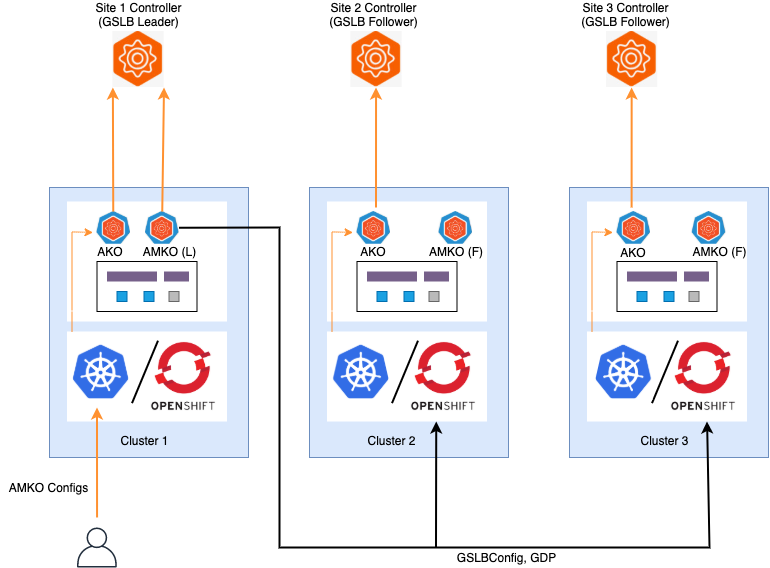 Site 1 Controller
(GSLB Leader)
Site 2 Controller
(GSLB Follower)
Site 3 Controller
(GSLB Follower)
AKO
AMKO (L)
AKO
AMKO (F)
AKO
AMKO (F)
OPENSHIFT
OPENSHIFT
OPENSHIFT
Cluster 1
Cluster 2
Cluster 3
AMKO Configs
GSLBConfig, GDP